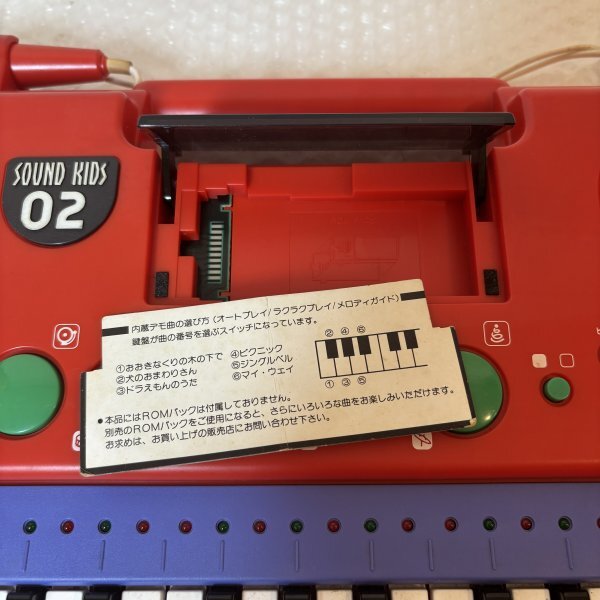 SOUND KIDS
02
内蔵デモ曲の選び方〈オートプレイ/ラクラクプレイ/メロディガイド〉
鍵盤が曲の番号を選ぶスイッチになっています。
①おおきなくりの木の下で ④ピクニック
②犬のおまわりさん ⑤ジングルベル
③ドラえもんのうた ⑥マイ・ウェイ
②④⑥
①③⑤
●本品にはROMパックは付属しておりません。
別売のROMパックをご使用になると、さらにいろいろな曲をお楽しみいただけます。
お求めは、お買い上げの販売店にお問い合わせ下さい。